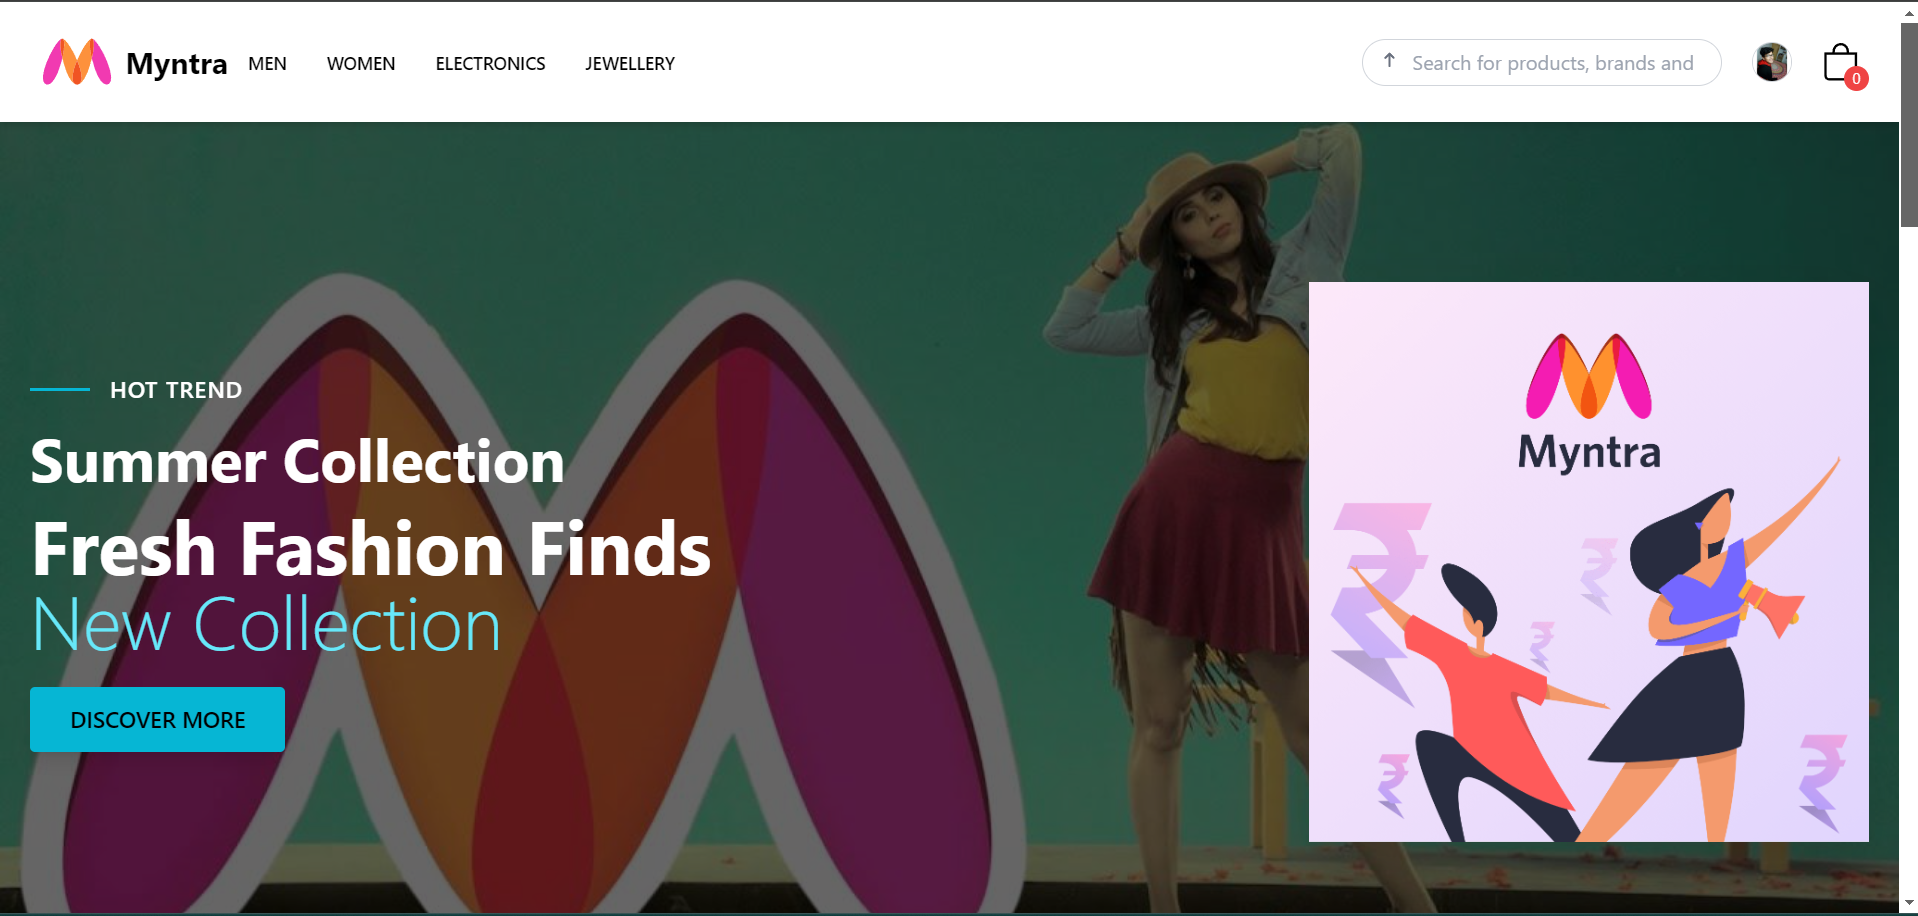 Myntra MEN WOMEN ELECTRONICS JEWELLERY Search for products, brands and
0
HOT TREND
Summer Collection
Fresh Fashion Finds
New Collection
DISCOVER MORE
Myntra
₹
₹
₹
₹
₹